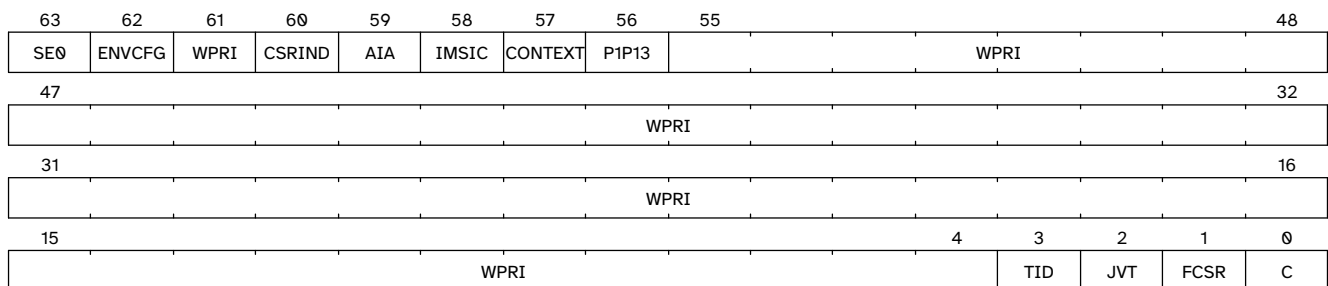 63 62 61 60 59 58 57 56 55 48
SE0 ENVCFG WPRI CSRIND AIA IMSIC CONTEXT P1P13 WPRI
47 32
WPRI
31 16
WPRI
15 4 3 2 1 0
WPRI TID JVT FCSR C